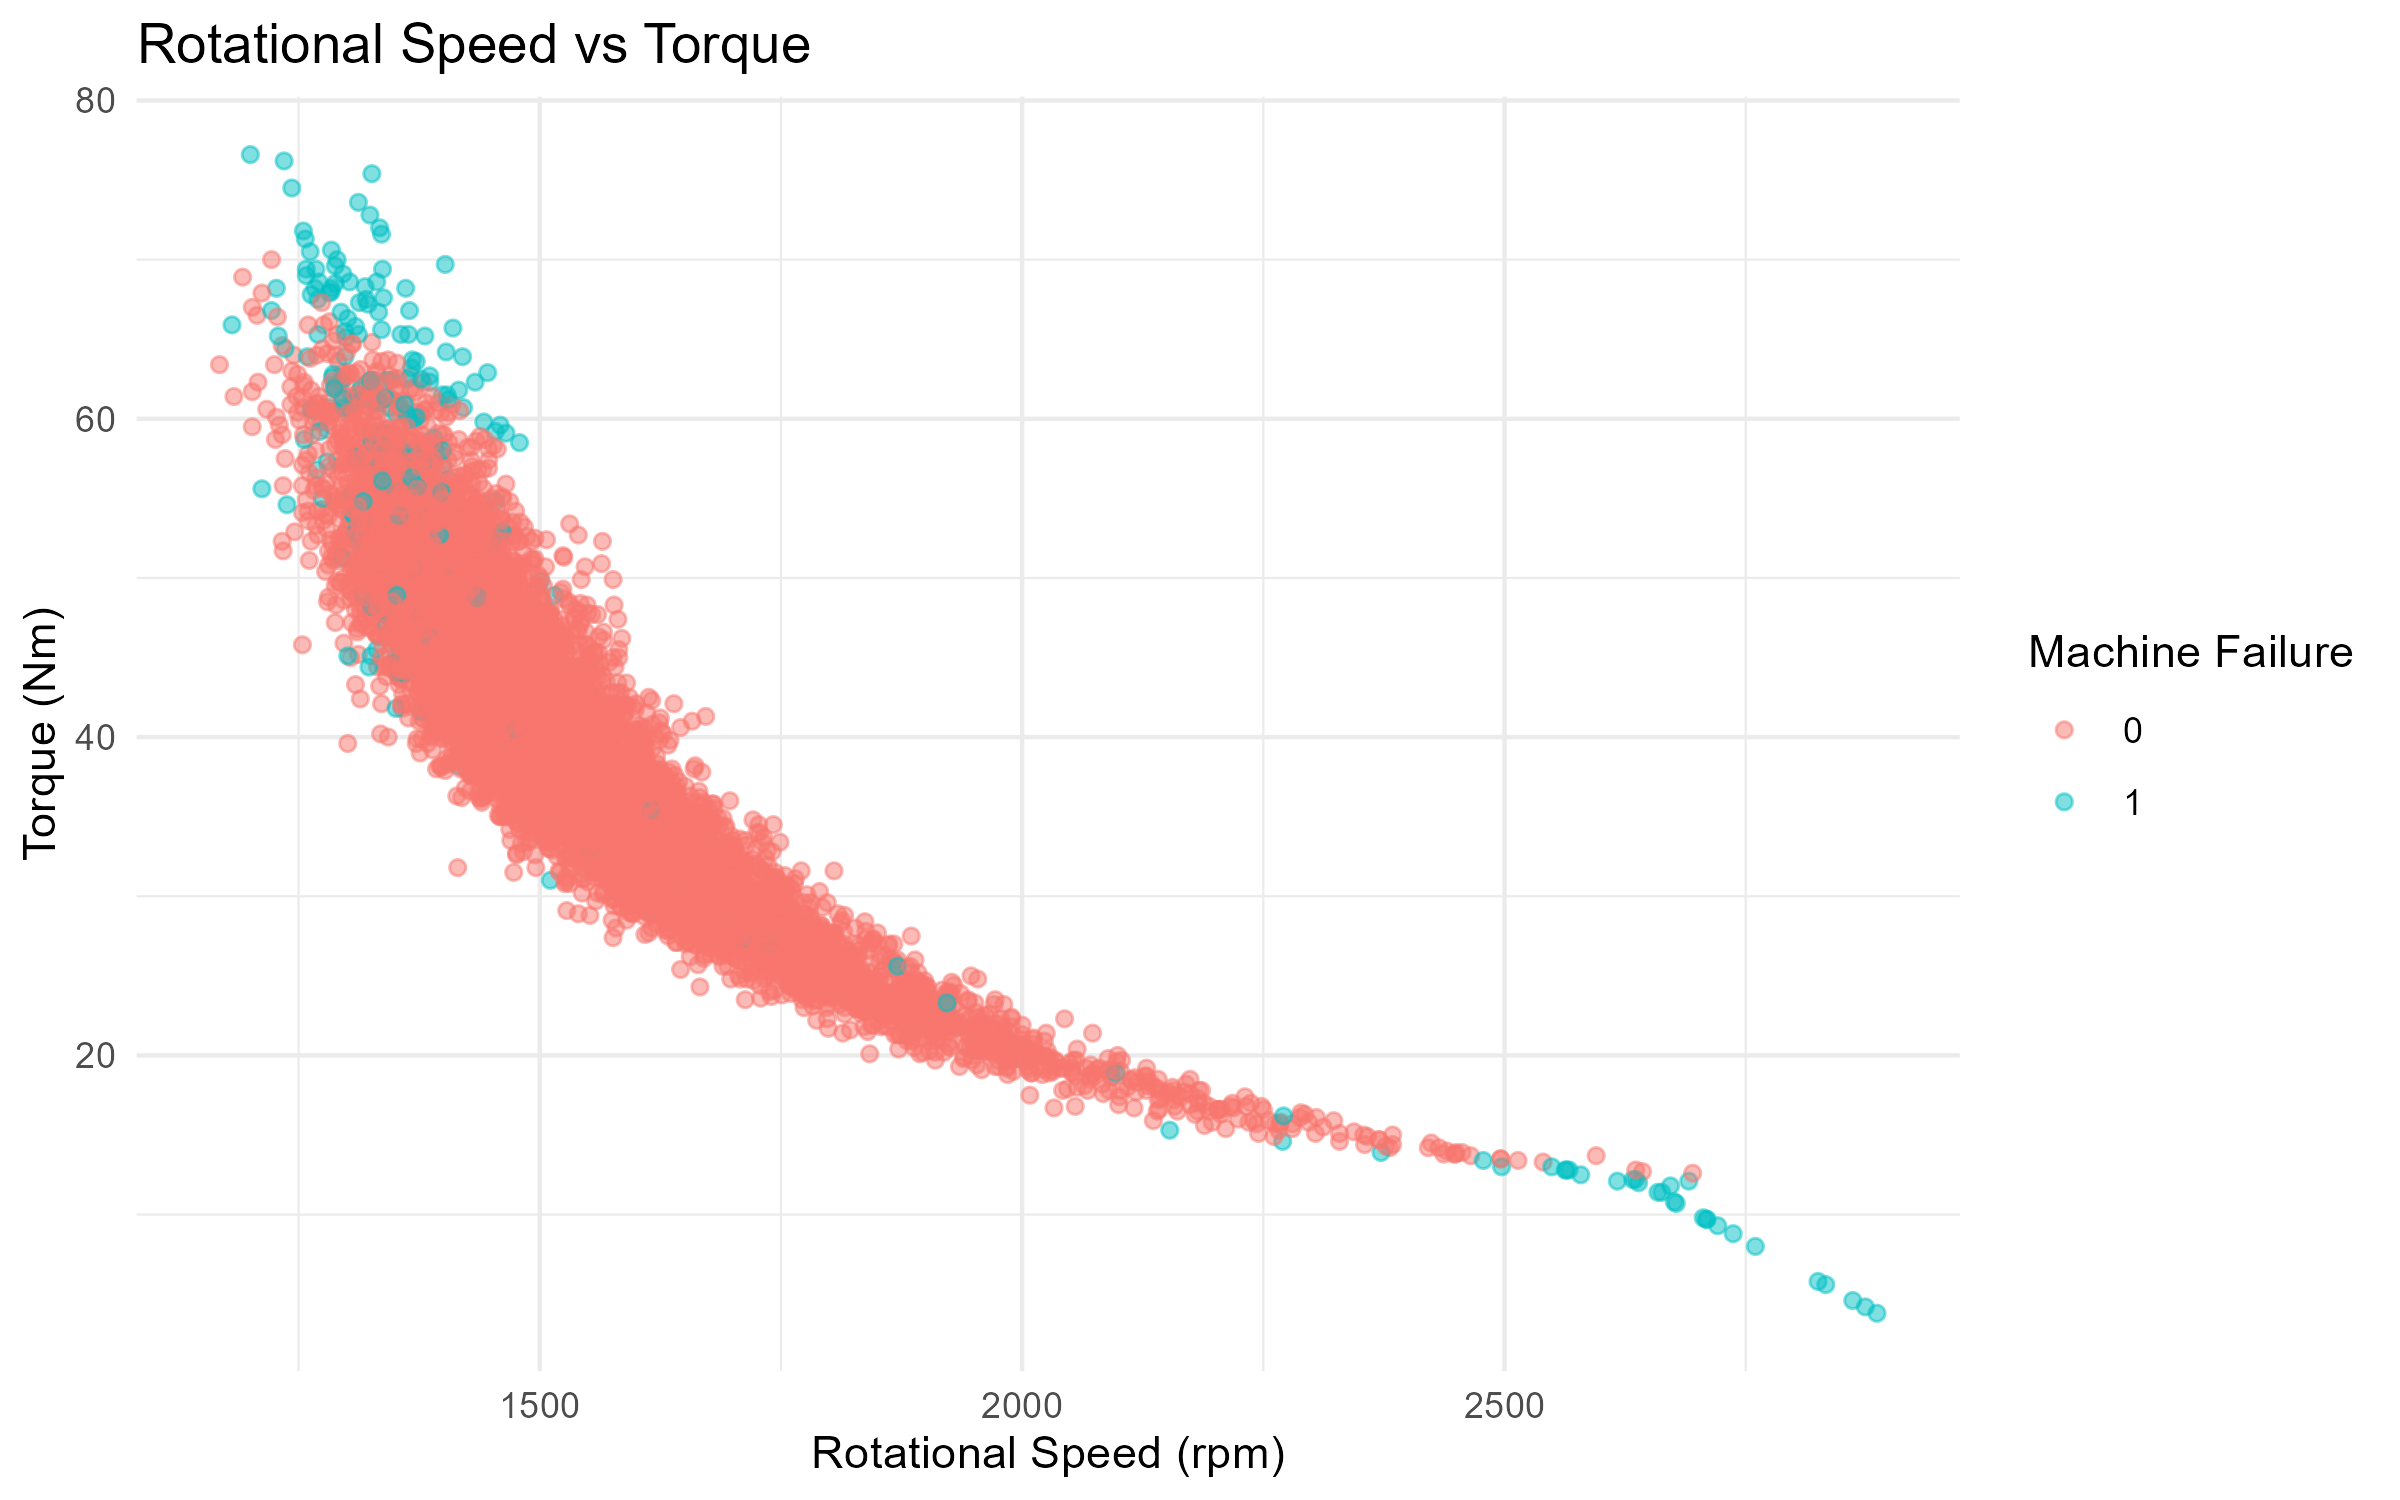 Rotational Speed vs Torque
80
60
40
20
Torque (Nm)
1500
2000
2500
Rotational Speed (rpm)
Machine Failure
0
1